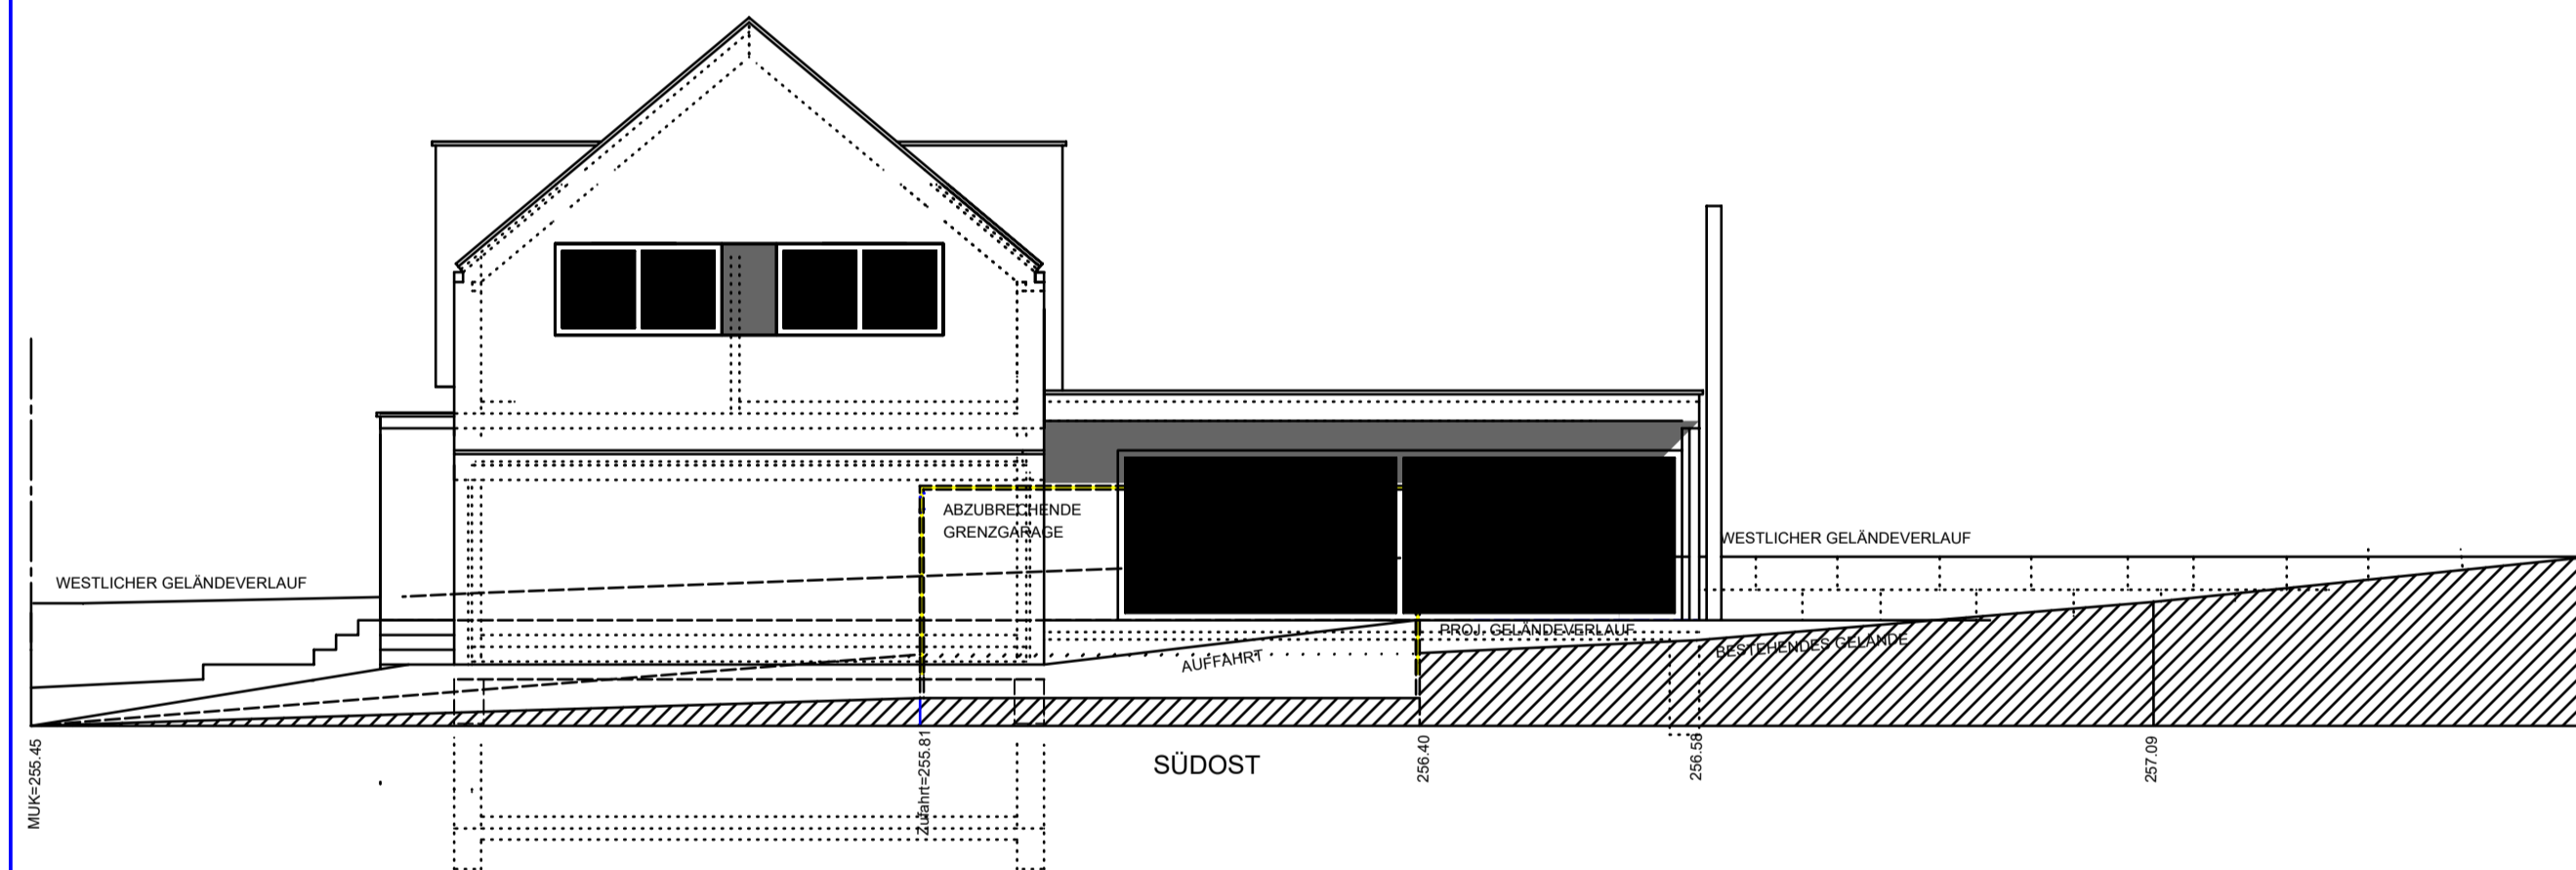 ABZUBRECHENDE
GRENZGARAGE
WESTLICHER GELÄNDEVERLAUF
WESTLICHER GELÄNDEVERLAUF
PROJ. GELÄNDEVERLAUF
BESTEHENDES GELÄNDE
AUFFAHRT
MUK=255.45
Zufahrt=255.81
SÜDOST
256.40
256.58
257.09